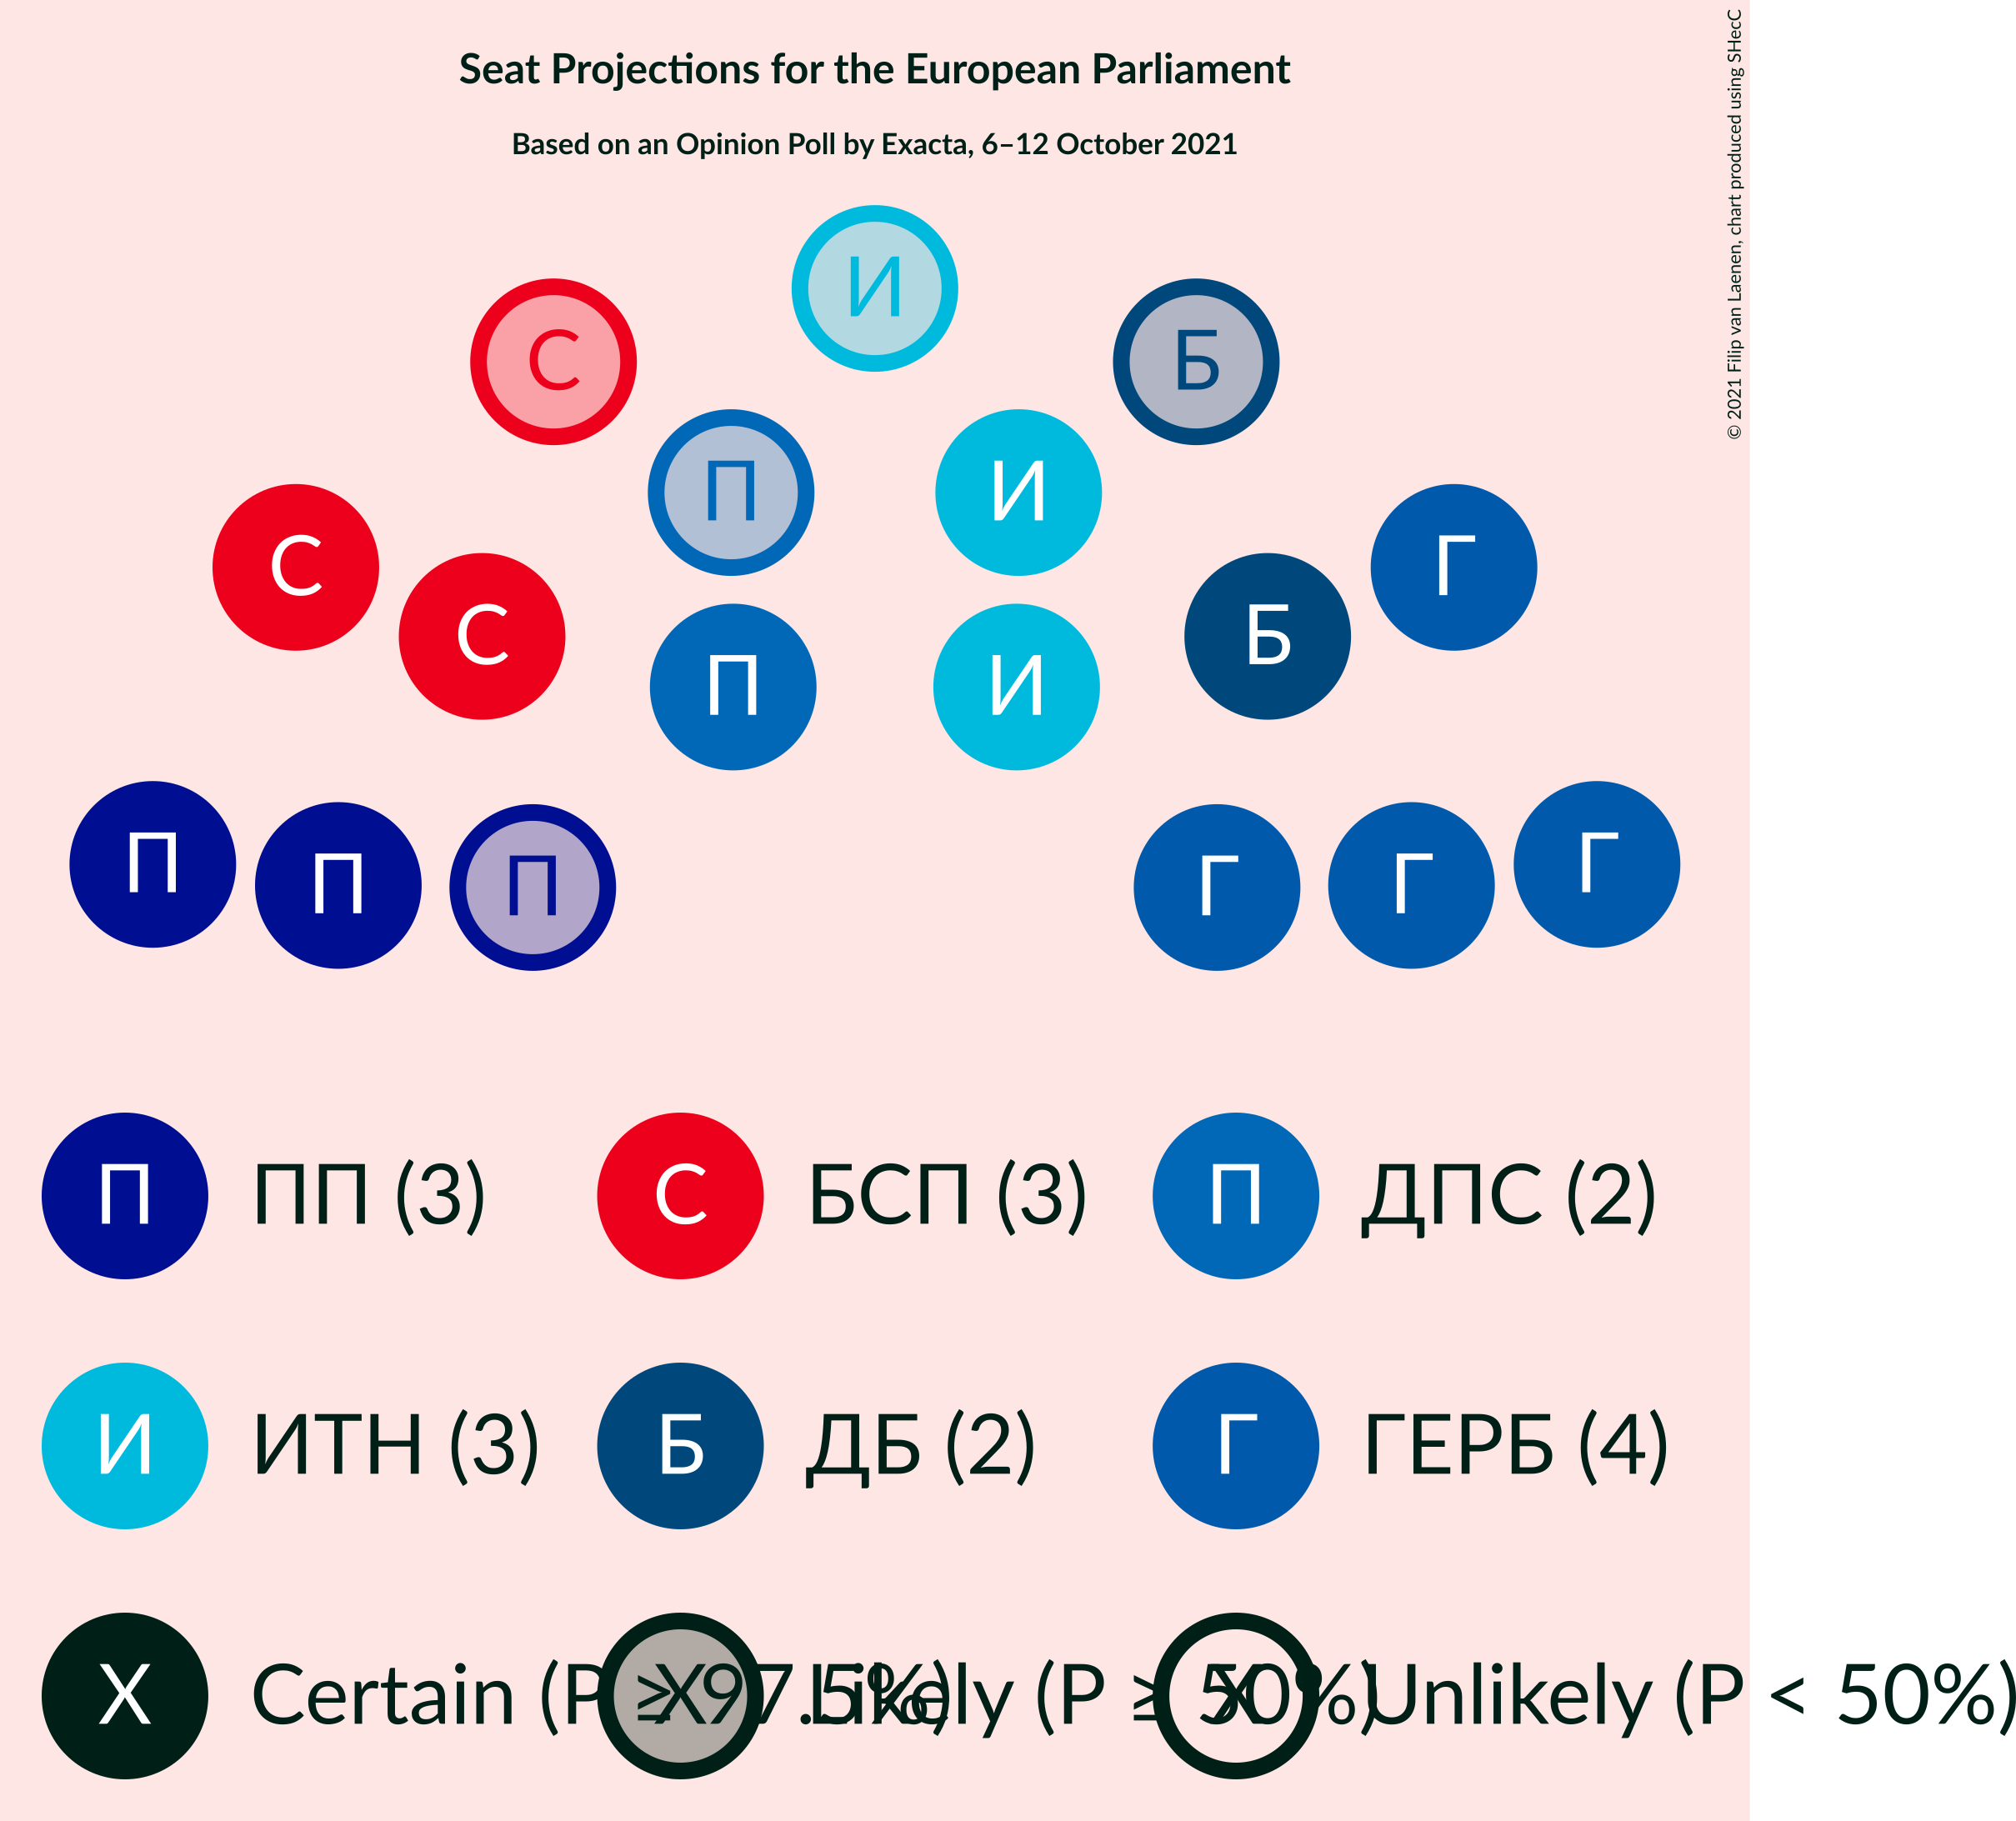 Seat Projections for the European Parliament
Based on an Opinion Poll by Exacta, 6–12 October 2021
© 2021 Filip van Laenen, chart produced using SHecC
И
С Б
П И
С Г
С Б
П И
П Г
П Г
П Г
П ПП (3) С БСП (3) П ДПС (2)
И ИТН (3) Б ДБ (2) Г ГЕРБ (4)
X Certain (P ≥ 97.5%) X Likely (P ≥ 50%) X Unlikely (P < 50%)